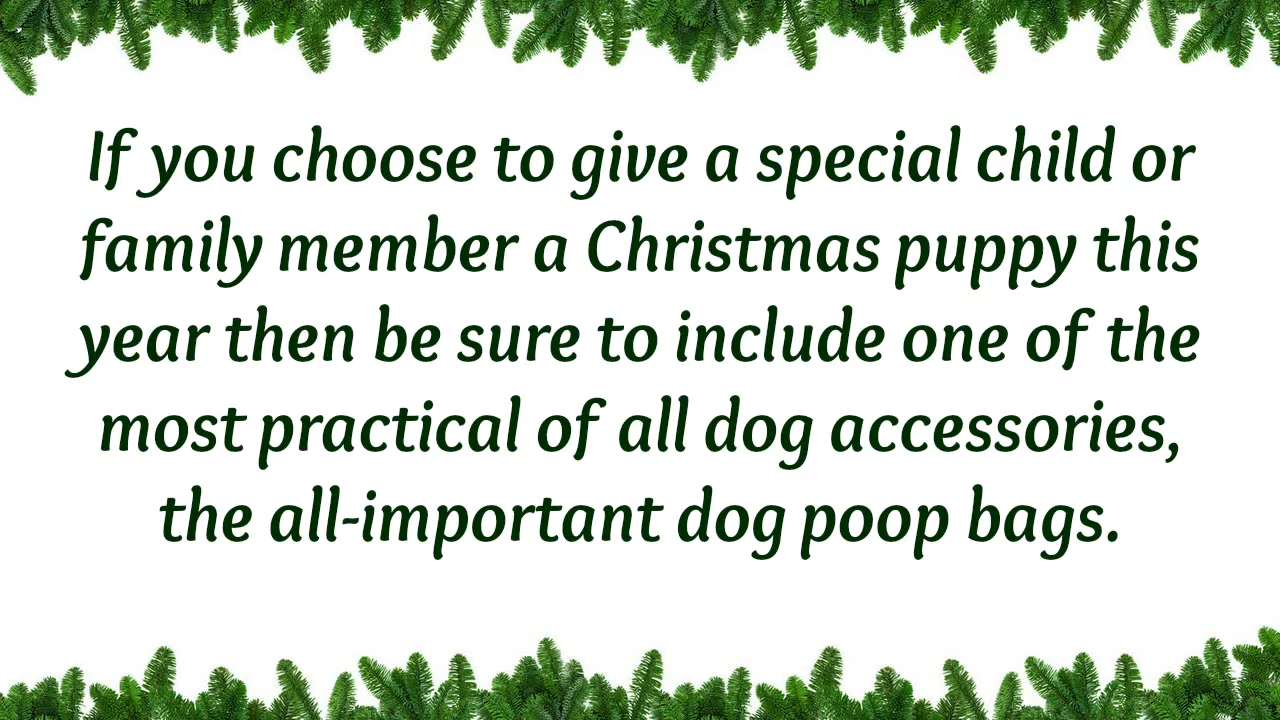 If you choose to give a special child or
family member a Christmas puppy this
year then be sure to include one of the
most practical of all dog accessories,
the all-important dog poop bags.